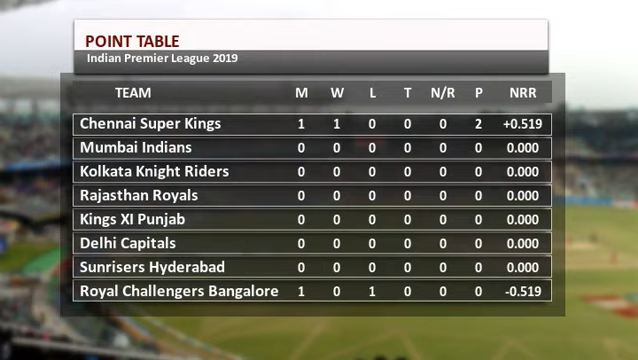 POINT TABLE
Indian Premier League 2019
TEAM M W L T N/R P NRR
Chennai Super Kings 1 1 0 0 0 2 +0.519
Mumbai Indians 0 0 0 0 0 0 0.000
Kolkata Knight Riders 0 0 0 0 0 0 0.000
Rajasthan Royals 0 0 0 0 0 0 0.000
Kings XI Punjab 0 0 0 0 0 0 0.000
Delhi Capitals 0 0 0 0 0 0 0.000
Sunrisers Hyderabad 0 0 0 0 0 0 0.000
Royal Challengers Bangalore 1 0 1 0 0 0 -0.519